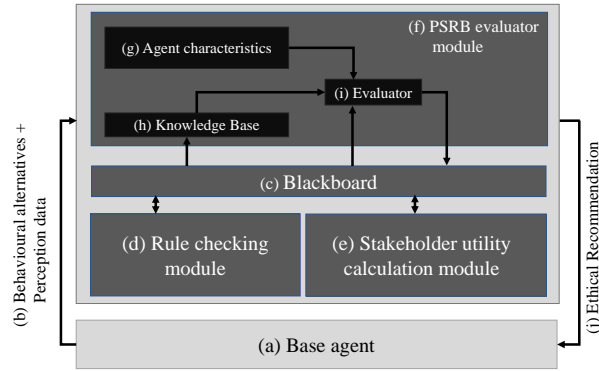 (f) PSRB evaluator
module
(g) Agent characteristics
(i) Evaluator
(h) Knowledge Base
(c) Blackboard
(d) Rule checking
module
(e) Stakeholder utility
calculation module
(b) Behavioural alternatives +
Perception data
(j) Ethical Recommendation
(a) Base agent